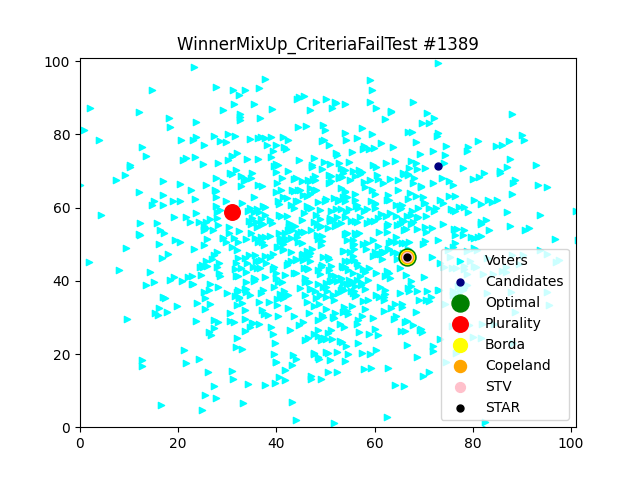 WinnerMixUp_CriteriaFailTest #1389
100
80
60
40
20
0
0
20
40
60
80
100
Voters
Candidates
Optimal
Plurality
Borda
Copeland
STV
STAR